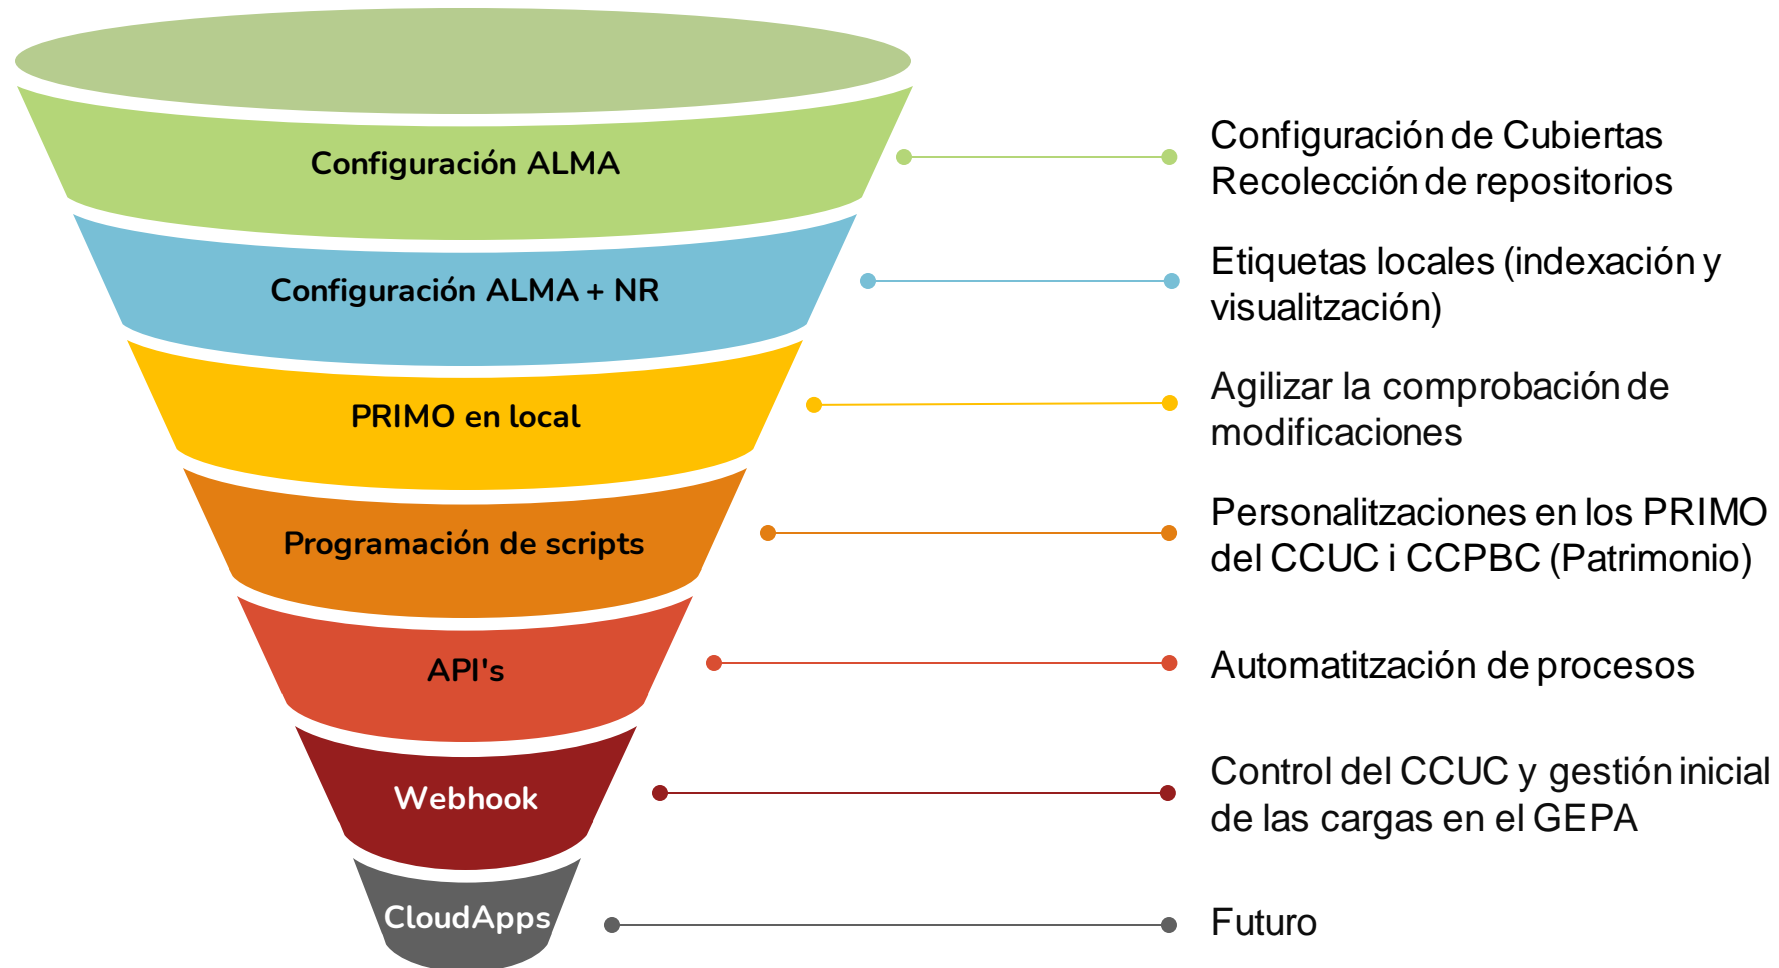 Configuración ALMA
Configuración de Cubiertas
Recolección de repositorios
Configuración ALMA + NR
Etiquetas locales (indexación y
visualitzación)
PRIMO en local
Agilizar la comprobación de
modificaciones
Programación de scripts
Personalitzaciones en los PRIMO
del CCUC i CCPBC (Patrimonio)
API's
Automatitzación de procesos
Webhook
Control del CCUC y gestión inicial
de las cargas en el GEPA
CloudApps
Futuro